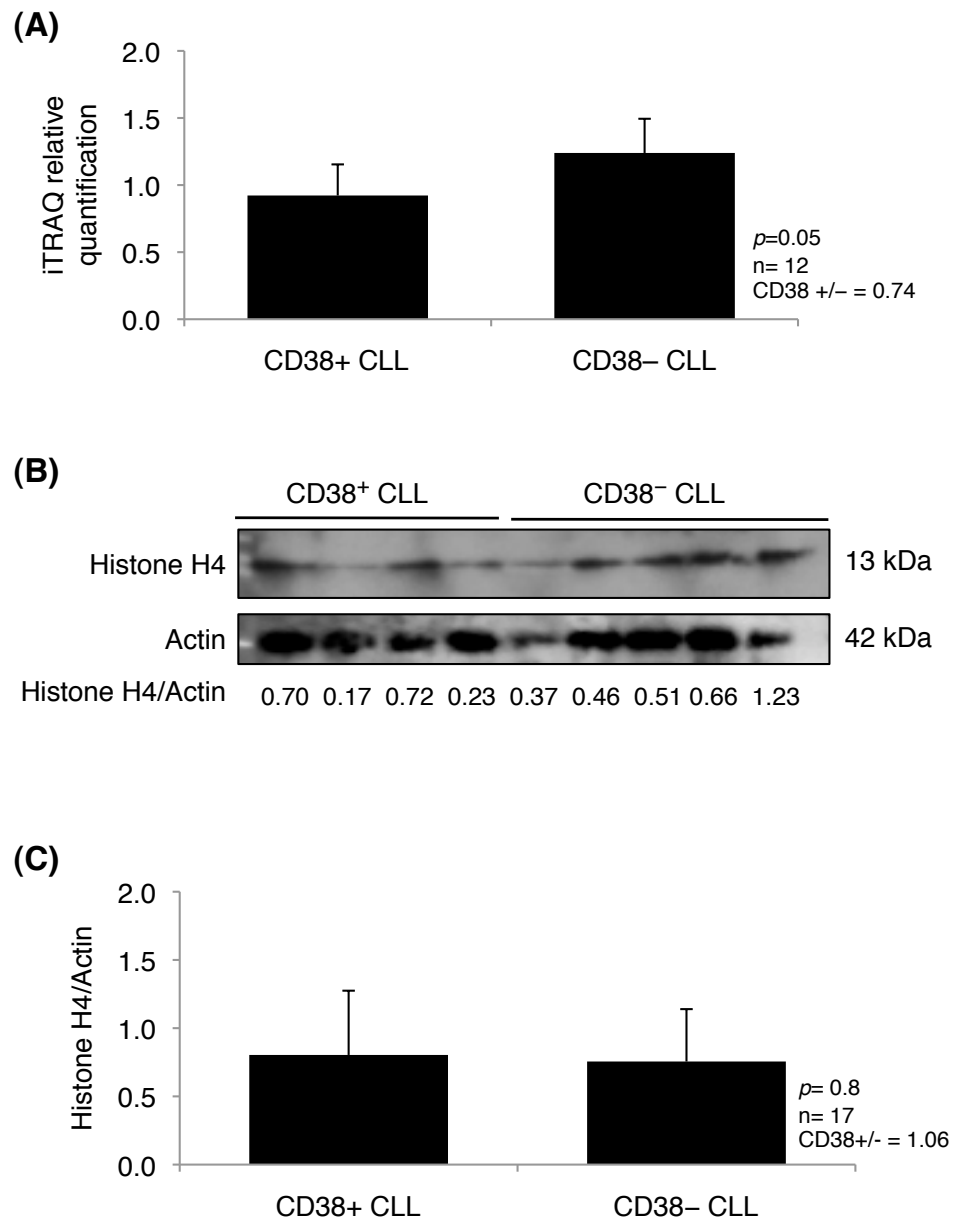 (A)
2.0
1.5
1.0
0.5
0.0
iTRAQ relative
quantification
p=0.05
n= 12
CD38 +/– = 0.74
CD38+ CLL CD38– CLL
(B)
CD38⁺ CLL CD38⁻ CLL
Histone H4 13 kDa
Actin 42 kDa
Histone H4/Actin 0.70 0.17 0.72 0.23 0.37 0.46 0.51 0.66 1.23
(C)
2.0
1.5
1.0
0.5
0.0
Histone H4/Actin
p= 0.8
n= 17
CD38+/- = 1.06
CD38+ CLL CD38– CLL